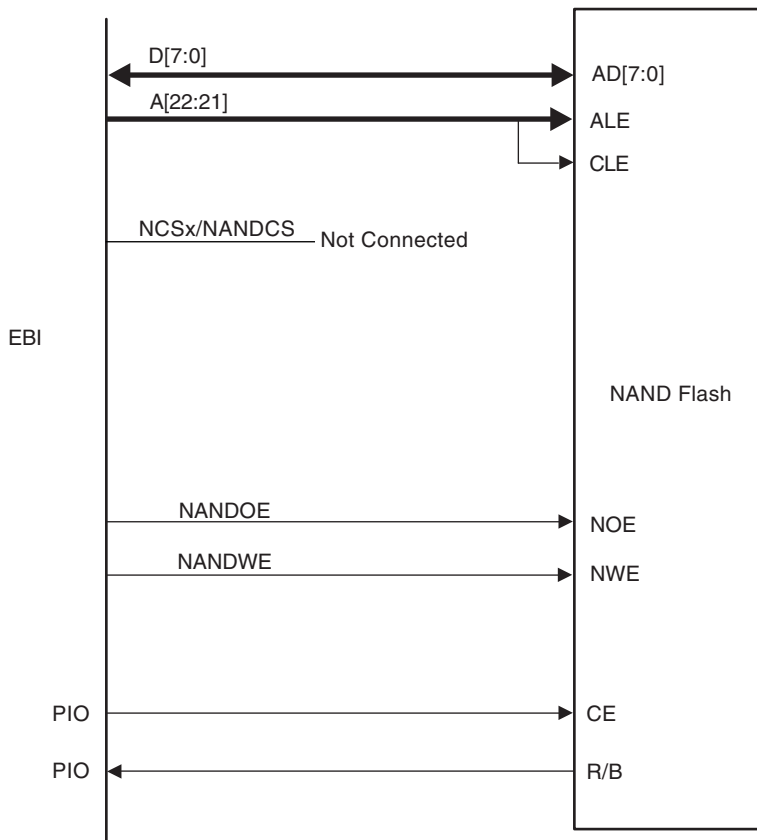 D[7:0]
AD[7:0]
A[22:21]
ALE
CLE
NCSx/NANDCS
Not Connected
EBI
NAND Flash
NANDOE
NOE
NANDWE
NWE
PIO
CE
PIO
R/B